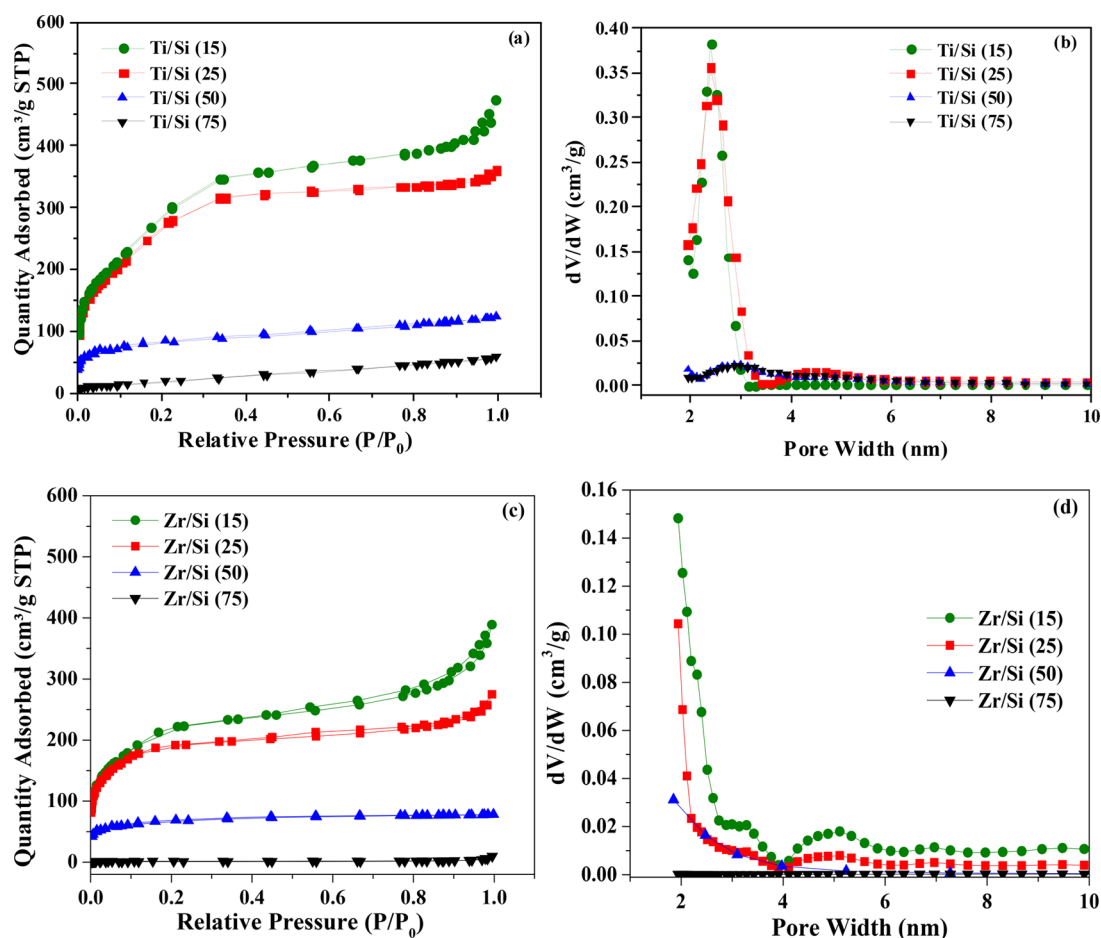 (a)
Ti/Si (15)
Ti/Si (25)
Ti/Si (50)
Ti/Si (75)
Quantity Adsorbed (cm³/g STP)
600
500
400
300
200
100
0
0.0 0.2 0.4 0.6 0.8 1.0
Relative Pressure (P/P₀)
(b)
Ti/Si (15)
Ti/Si (25)
Ti/Si (50)
Ti/Si (75)
dV/dW (cm³/g)
0.40
0.35
0.30
0.25
0.20
0.15
0.10
0.05
0.00
2 4 6 8 10
Pore Width (nm)
(c)
Zr/Si (15)
Zr/Si (25)
Zr/Si (50)
Zr/Si (75)
Quantity Adsorbed (cm³/g STP)
600
500
400
300
200
100
0
0.0 0.2 0.4 0.6 0.8 1.0
Relative Pressure (P/P₀)
(d)
Zr/Si (15)
Zr/Si (25)
Zr/Si (50)
Zr/Si (75)
dV/dW (cm³/g)
0.16
0.14
0.12
0.10
0.08
0.06
0.04
0.02
0.00
2 4 6 8 10
Pore Width (nm)